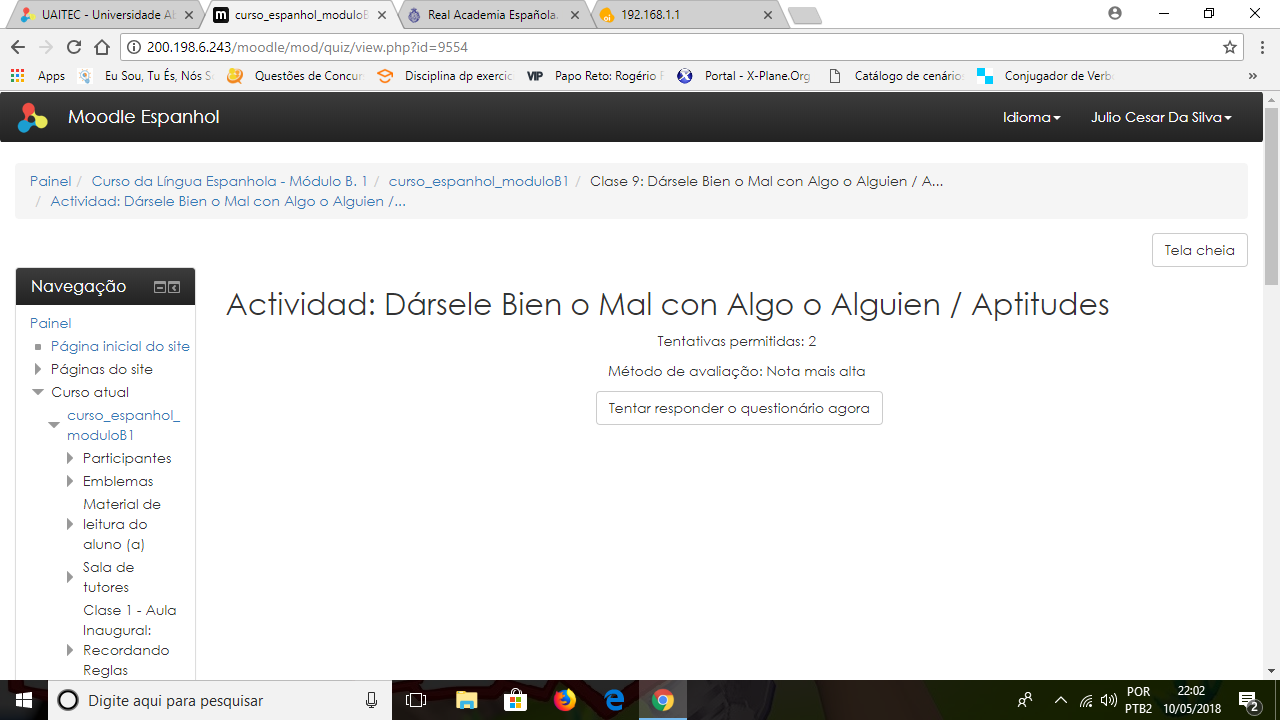 UAITEC - Universidade Ab
curso_espanhol_moduloB
Real Academia Española.
192.168.1.1
200.198.6.243/moodle/mod/quiz/view.php?id=9554
Apps
Eu Sou, Tu És, Nós S
Questões de Concur
Disciplina dp exercic
VIP
Papo Reto: Rogério F
Portal - X-Plane.Org
Catálogo de cenário
Conjugador de Verb
»
Moodle Espanhol
Idioma
Julio Cesar Da Silva
Painel / Curso da Língua Espanhola - Módulo B. 1 / curso_espanhol_moduloB1 / Clase 9: Dársele Bien o Mal con Algo o Alguien / A...
/ Actividad: Dársele Bien o Mal con Algo o Alguien /...
Tela cheia
Navegação
Painel
Página inicial do site
Páginas do site
Curso atual
curso_espanhol_
moduloB1
Participantes
Emblemas
Material de
leitura do
aluno (a)
Sala de
tutores
Clase 1 - Aula
Inaugural:
Recordando
Reglas
Actividad: Dársele Bien o Mal con Algo o Alguien / Aptitudes
Tentativas permitidas: 2
Método de avaliação: Nota mais alta
Tentar responder o questionário agora
Digite aqui para pesquisar
POR
PTB2
22:02
10/05/2018
2